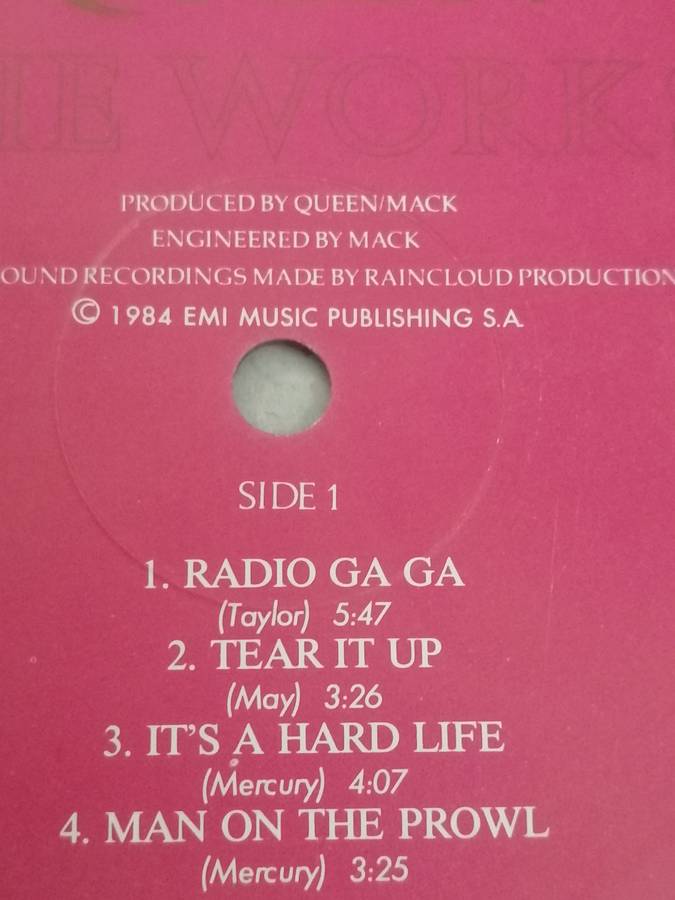 HE WORKS
PRODUCED BY QUEEN/MACK
ENGINEERED BY MACK
OUND RECORDINGS MADE BY RAINCLOUD PRODUCTION
© 1984 EMI MUSIC PUBLISHING S.A.
SIDE 1
1. RADIO GA GA
(Taylor) 5:47
2. TEAR IT UP
(May) 3:26
3. IT'S A HARD LIFE
(Mercury) 4:07
4. MAN ON THE PROWL
(Mercury) 3:25